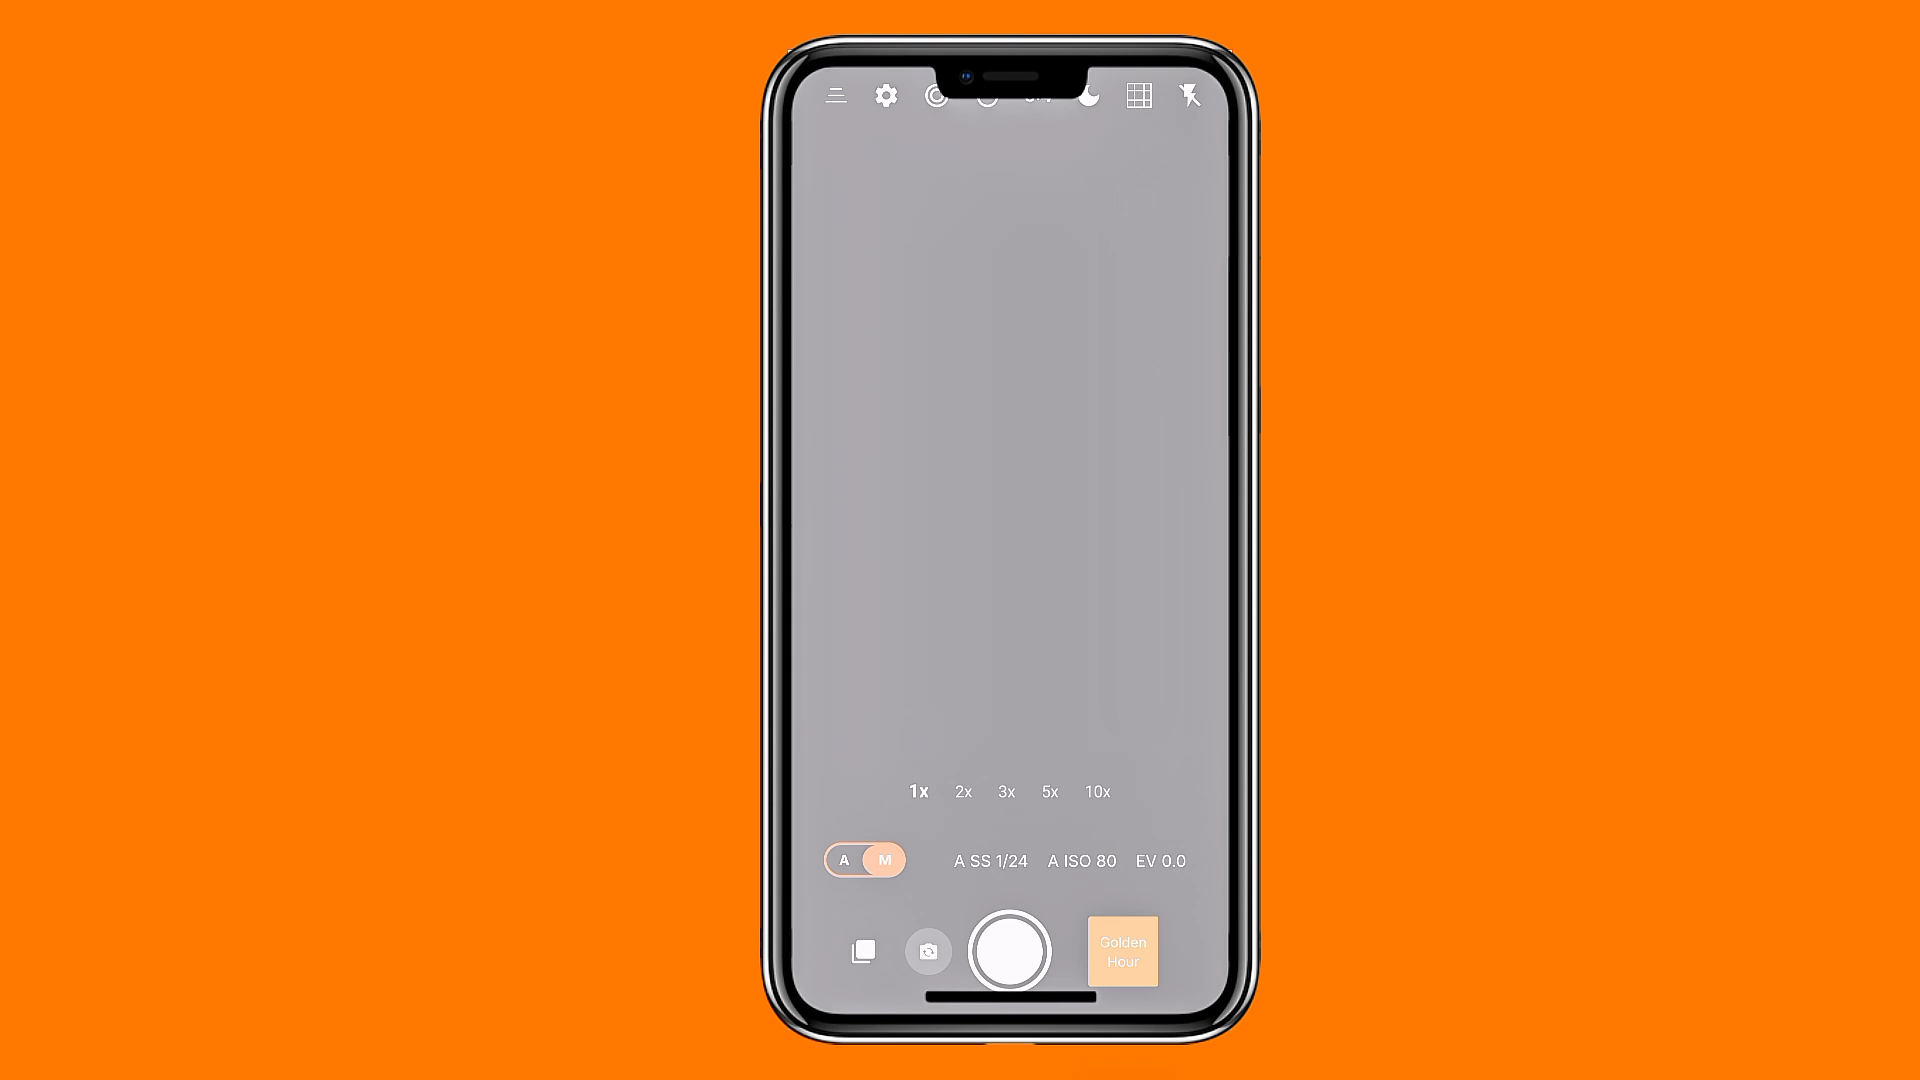 1x 2x 3x 5x 10x
A M A SS 1/24 A ISO 80 EV 0.0
Golden
Hour